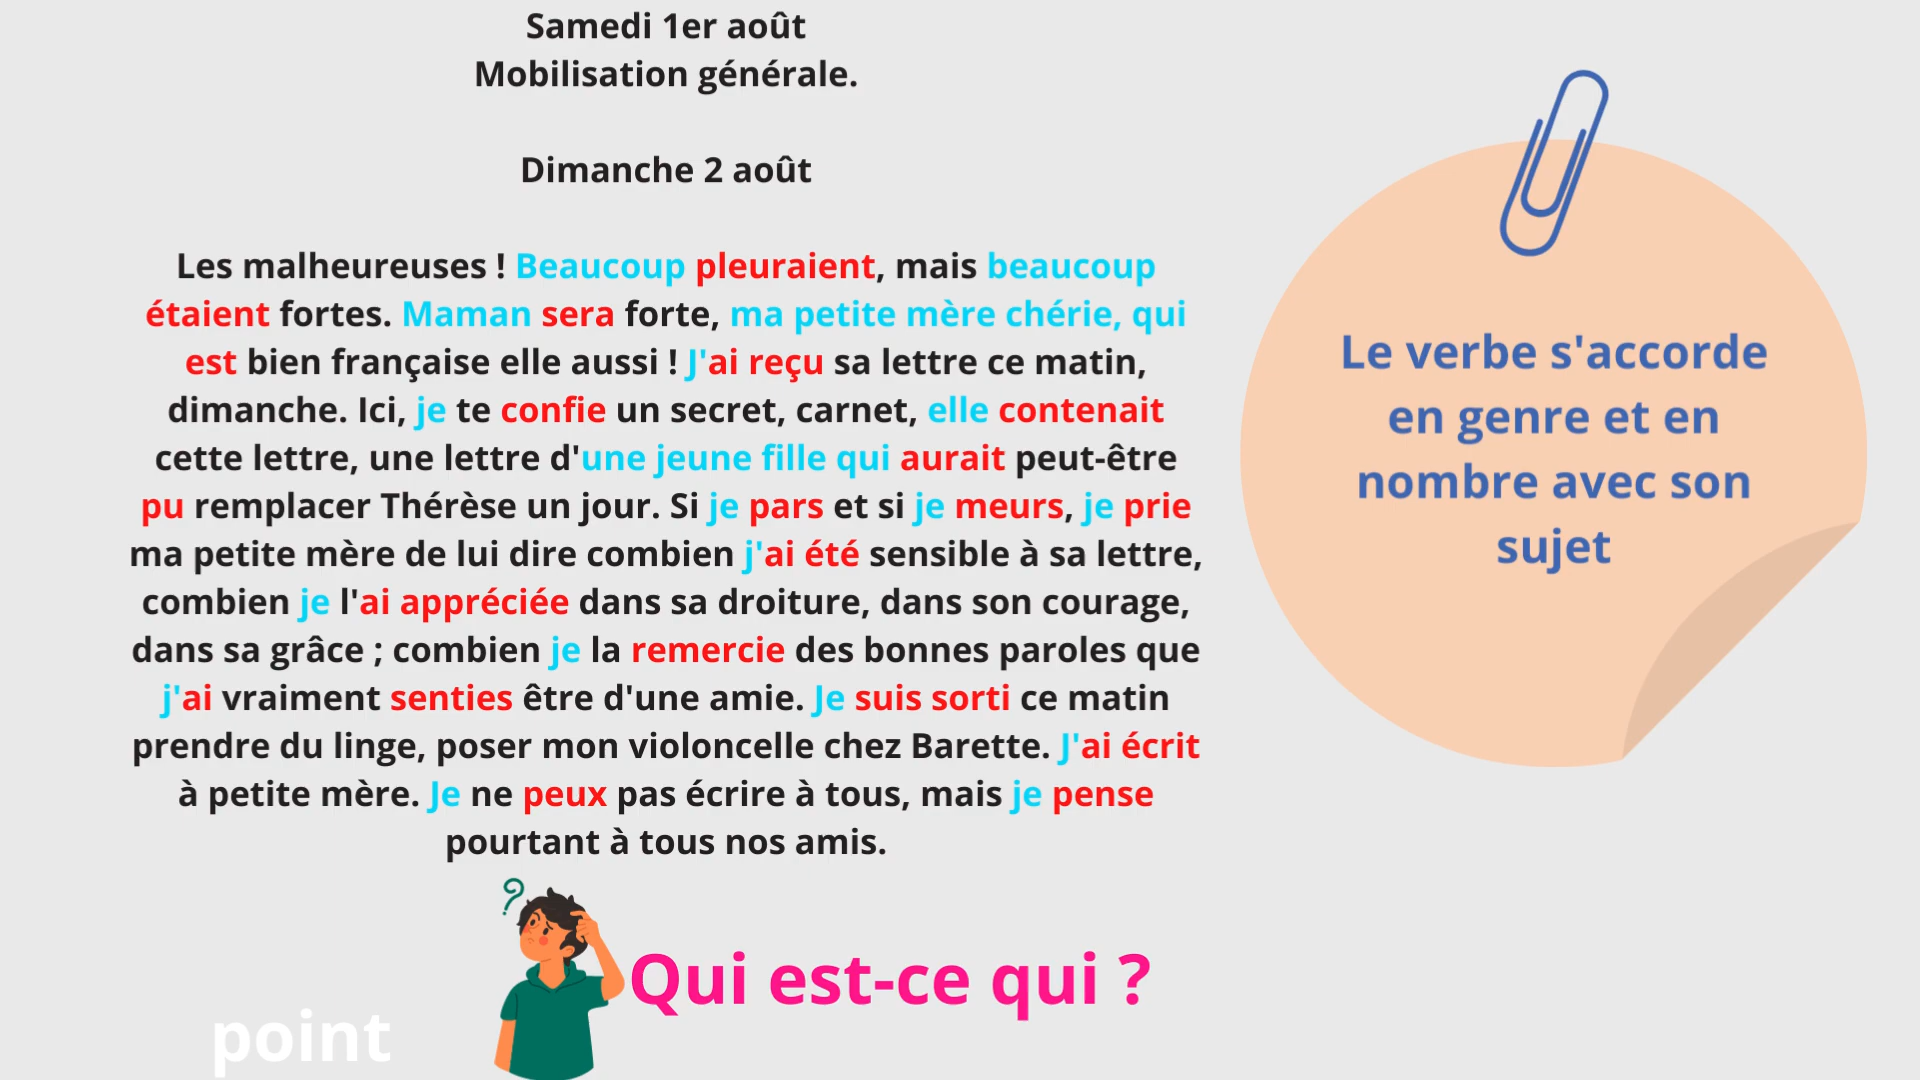 Samedi 1er août
Mobilisation générale.
Dimanche 2 août
Les malheureuses ! Beaucoup pleuraient, mais beaucoup
étaient fortes. Maman sera forte, ma petite mère chérie, qui
est bien française elle aussi ! J'ai reçu sa lettre ce matin,
dimanche. Ici, je te confie un secret, carnet, elle contenait
cette lettre, une lettre d'une jeune fille qui aurait peut-être
pu remplacer Thérèse un jour. Si je pars et si je meurs, je prie
ma petite mère de lui dire combien j'ai été sensible à sa lettre,
combien je l'ai appréciée dans sa droiture, dans son courage,
dans sa grâce ; combien je la remercie des bonnes paroles que
j'ai vraiment senties être d'une amie. Je suis sorti ce matin
prendre du linge, poser mon violoncelle chez Barette. J'ai écrit
à petite mère. Je ne peux pas écrire à tous, mais je pense
pourtant à tous nos amis.
Le verbe s'accorde
en genre et en
nombre avec son
sujet
Qui est-ce qui ?
point